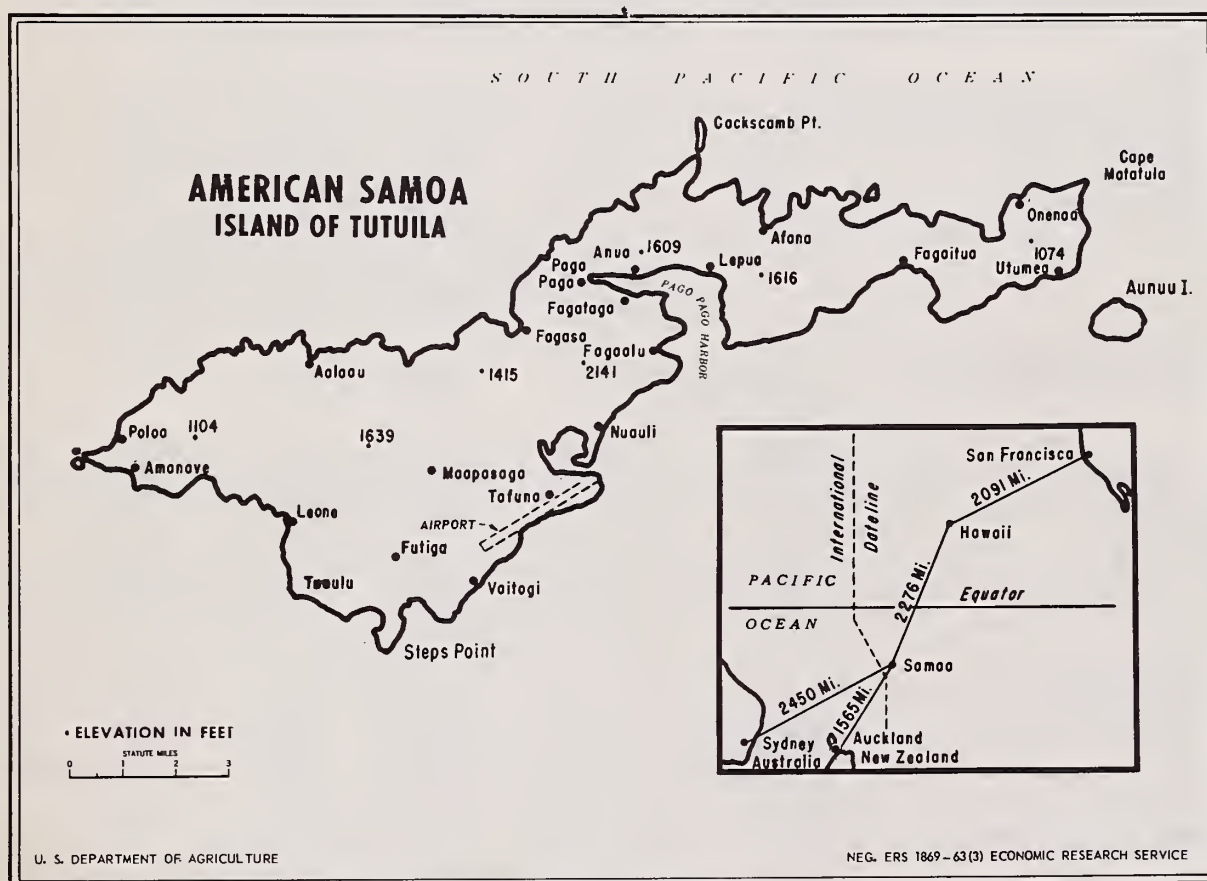 SOUTH PACIFIC OCEAN
Cockscomb Pt.
AMERICAN SAMOA
ISLAND OF TUTUILA
Cape
Matatula
Onenoa
1074
Utumea
Aunuu I.
Afono
Fagaitua
1609
Anua
Lepua
1616
Pago
Pago
PAGO PAGO HARBOR
Fagatogo
Fagasa
Fagaalu
Aoloau
1415
2141
Poloa
1104
1639
Nuauli
Amanave
Maapasaga
Tafuna
Leone
AIRPORT
Futiga
Vaitogi
Steps Point
San Francisco
2091 Mi.
Hawaii
International
Dateline
2276 Mi.
PACIFIC
Equator
OCEAN
Samoa
2450 Mi.
1565 Mi.
Sydney
Australia
Auckland
New Zealand
• ELEVATION IN FEET
STATUTE MILES
0 1 2 3
U. S. DEPARTMENT OF AGRICULTURE
NEG. ERS 1869-63(3) ECONOMIC RESEARCH SERVICE